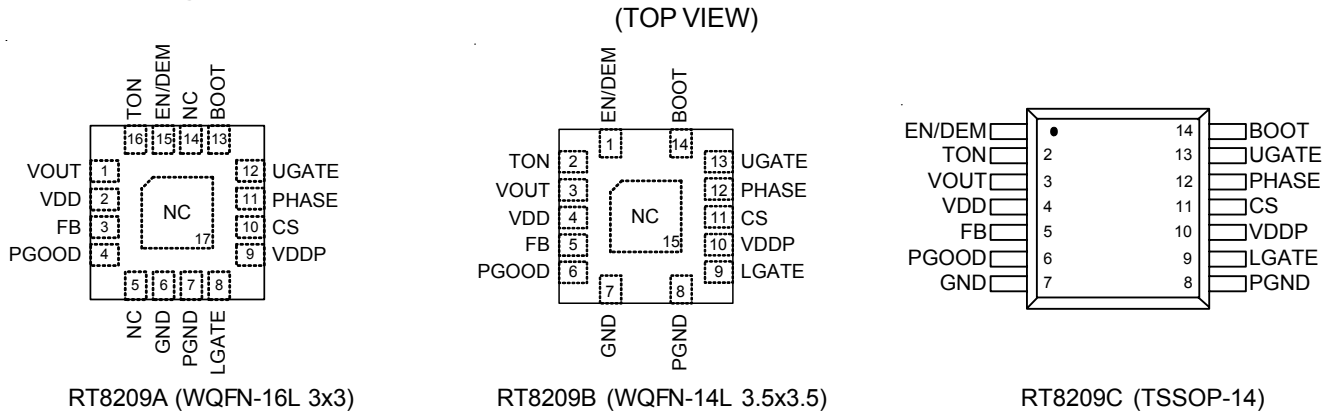 (TOP VIEW)
TON
EN/DEM
NC
BOOT
16 15 14 13
VOUT 1
VDD 2
FB 3
PGOOD 4
12 UGATE
11 PHASE
10 CS
9 VDDP
NC
17
5 6 7 8
NC
GND
PGND
LGATE
RT8209A (WQFN-16L 3x3)
EN/DEM
BOOT
1 14
TON 2
VOUT 3
VDD 4
FB 5
PGOOD 6
13 UGATE
12 PHASE
11 CS
10 VDDP
9 LGATE
NC
15
7 8
GND
PGND
RT8209B (WQFN-14L 3.5x3.5)
EN/DEM 14 BOOT
TON 2 13 UGATE
VOUT 3 12 PHASE
VDD 4 11 CS
FB 5 10 VDDP
PGOOD 6 9 LGATE
GND 7 8 PGND
RT8209C (TSSOP-14)